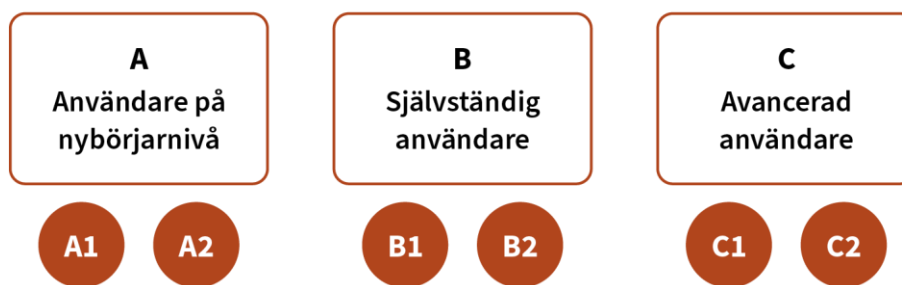 A
Användare på
nybörjarnivå
B
Självständig
användare
C
Avancerad
användare
A1
A2
B1
B2
C1
C2